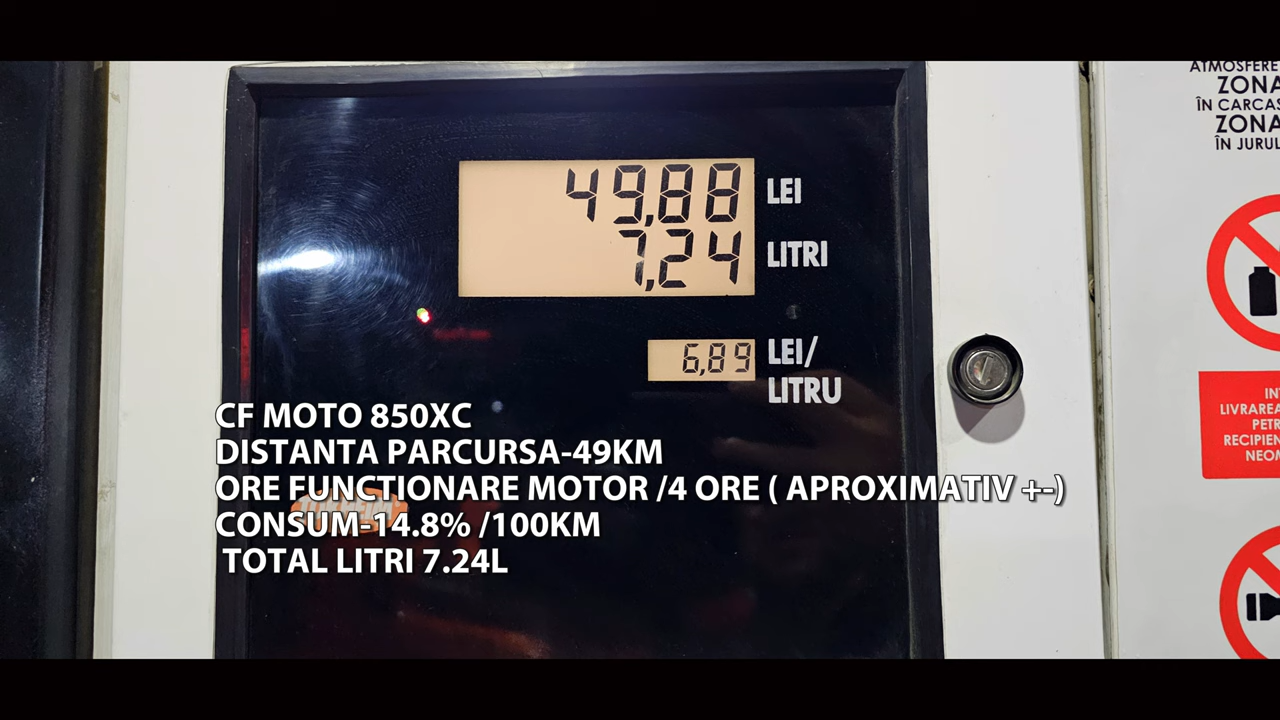 ATMOSFERE
ZONA
ÎN CARCAS
ZONA
ÎN JURUL
49,88 LEI
7,24 LITRI
6,89 LEI/
LITRU
CF MOTO 850XC
DISTANTA PARCURSA-49KM
ORE FUNCTIONARE MOTOR /4 ORE ( APROXIMATIV +-)
CONSUM-14.8% /100KM
TOTAL LITRI 7.24L
IN
LIVRAREA
PETR
RECIPIEN
NEOM